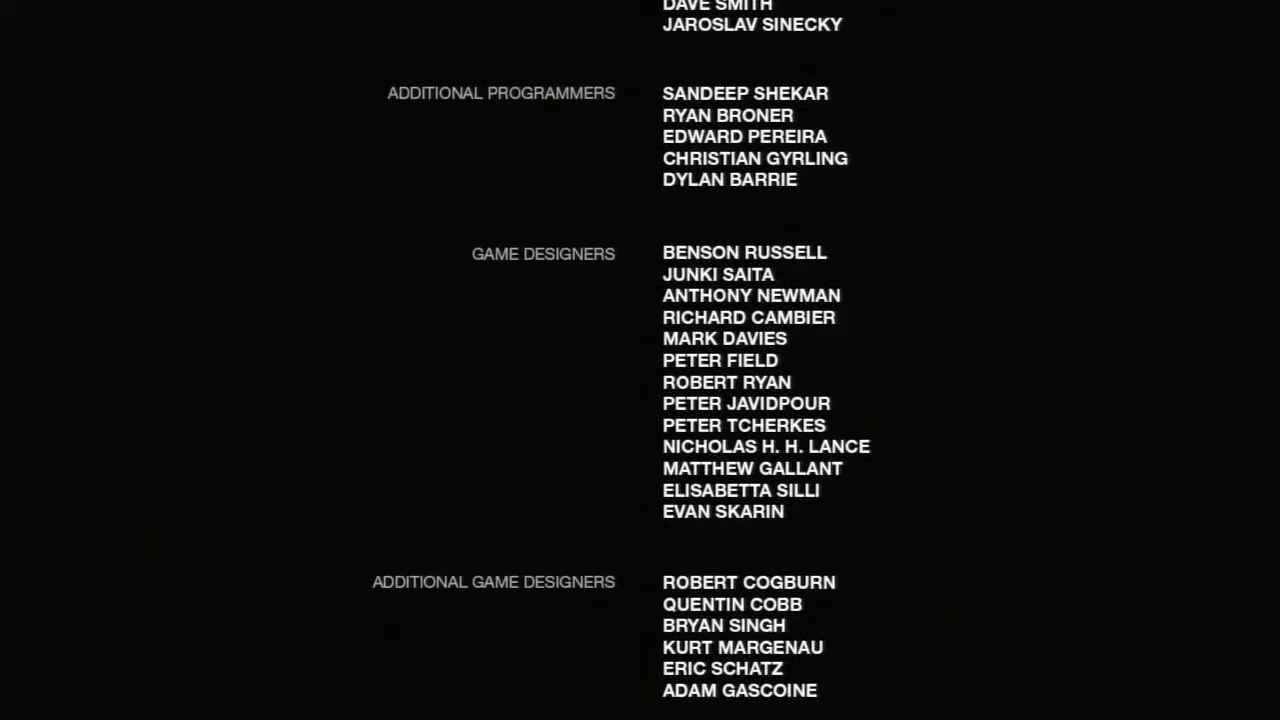 DAVE SMITH
JAROSLAV SINECKY
ADDITIONAL PROGRAMMERS SANDEEP SHEKAR
RYAN BRONER
EDWARD PEREIRA
CHRISTIAN GYRLING
DYLAN BARRIE
GAME DESIGNERS BENSON RUSSELL
JUNKI SAITA
ANTHONY NEWMAN
RICHARD CAMBIER
MARK DAVIES
PETER FIELD
ROBERT RYAN
PETER JAVIDPOUR
PETER TCHERKES
NICHOLAS H. H. LANCE
MATTHEW GALLANT
ELISABETTA SILLI
EVAN SKARIN
ADDITIONAL GAME DESIGNERS ROBERT COGBURN
QUENTIN COBB
BRYAN SINGH
KURT MARGENAU
ERIC SCHATZ
ADAM GASCOINE